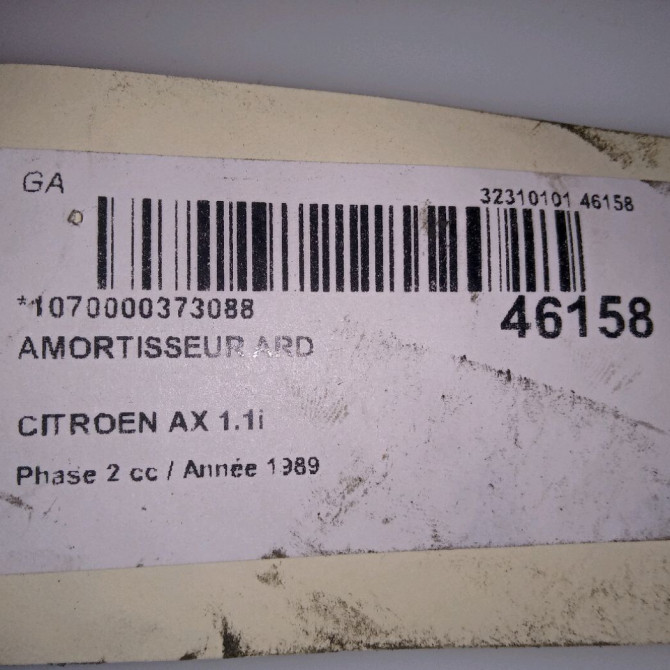 GA
32310101 46158
*1070000373088
46158
AMORTISSEUR ARD
CITROEN AX 1.1i
Phase 2 cc / Année 1989